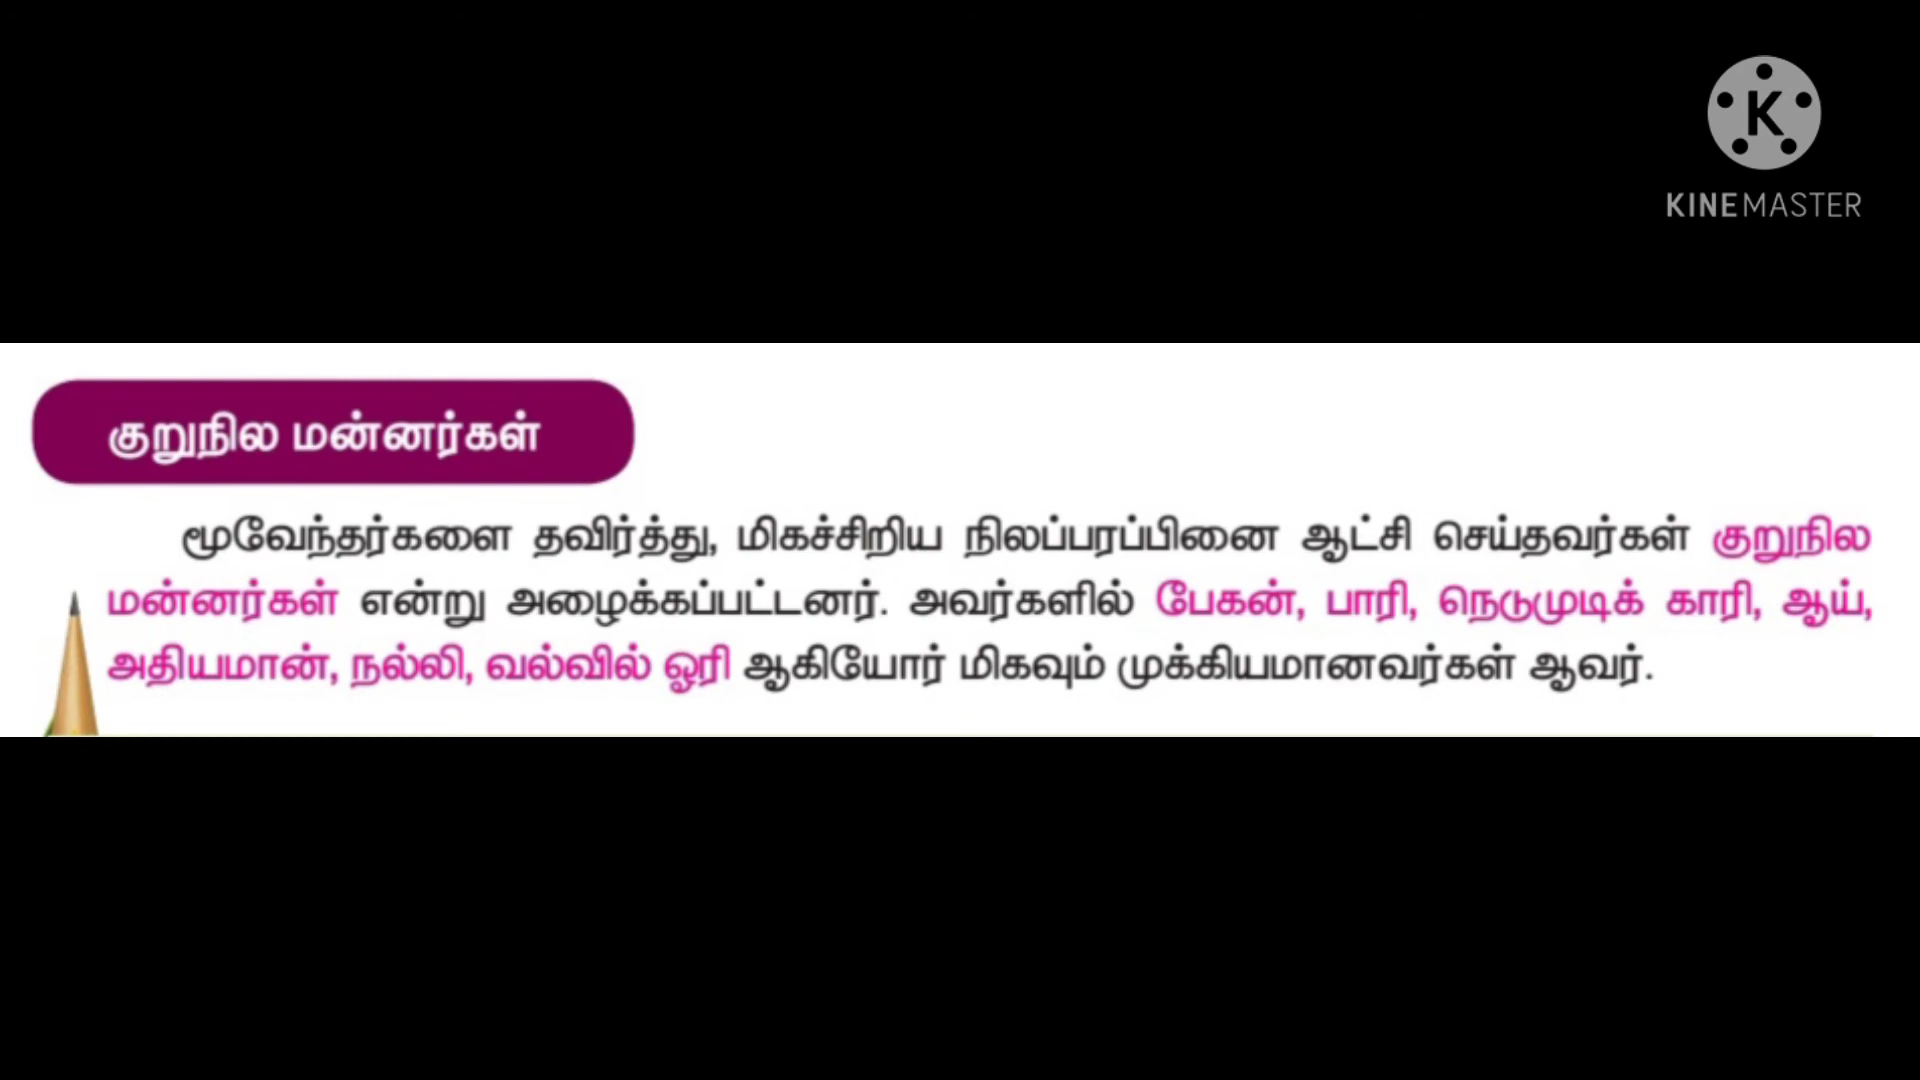 K
KINEMASTER
குறுநில மன்னர்கள்
மூவேந்தர்களை தவிர்த்து, மிகச்சிறிய நிலப்பரப்பினை ஆட்சி செய்தவர்கள் குறுநில
மன்னர்கள் என்று அழைக்கப்பட்டனர். அவர்களில் பேகன், பாரி, நெடுமுடிக் காரி, ஆய்,
அதியமான், நல்லி, வல்வில் ஓரி ஆகியோர் மிகவும் முக்கியமானவர்கள் ஆவர்.